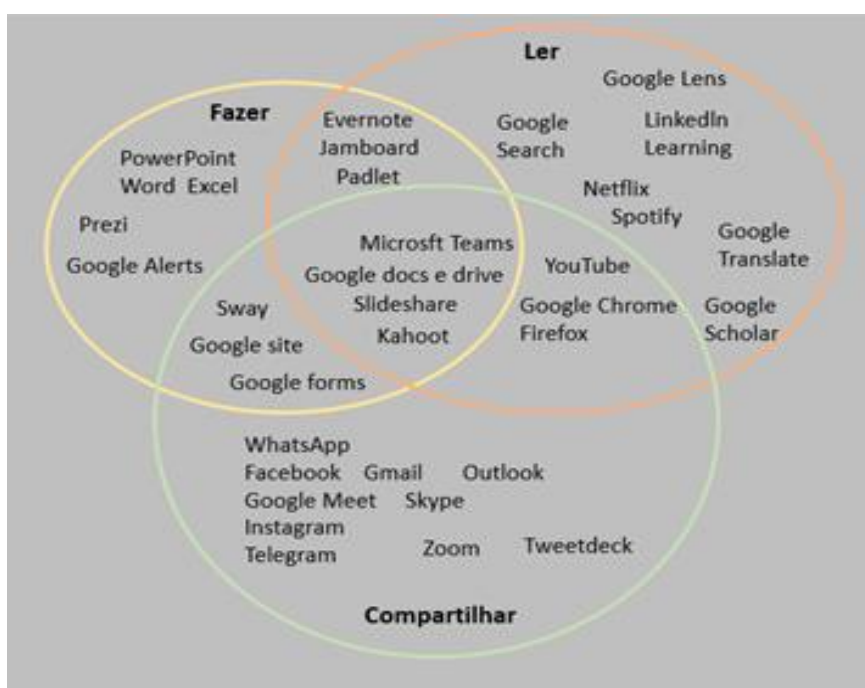 Ler
Google Lens
Fazer
Evernote
Jamboard
Padlet
Google
Search
LinkedIn
Learning
PowerPoint
Word Excel
Netflix
Spotify
Prezi
Google Alerts
Google
Translate
Microsft Teams
Google docs e drive
Slideshare
Kahoot
YouTube
Google Chrome
Firefox
Google
Scholar
Sway
Google site
Google forms
WhatsApp
Facebook Gmail Outlook
Google Meet Skype
Instagram
Telegram
Zoom Tweetdeck
Compartilhar